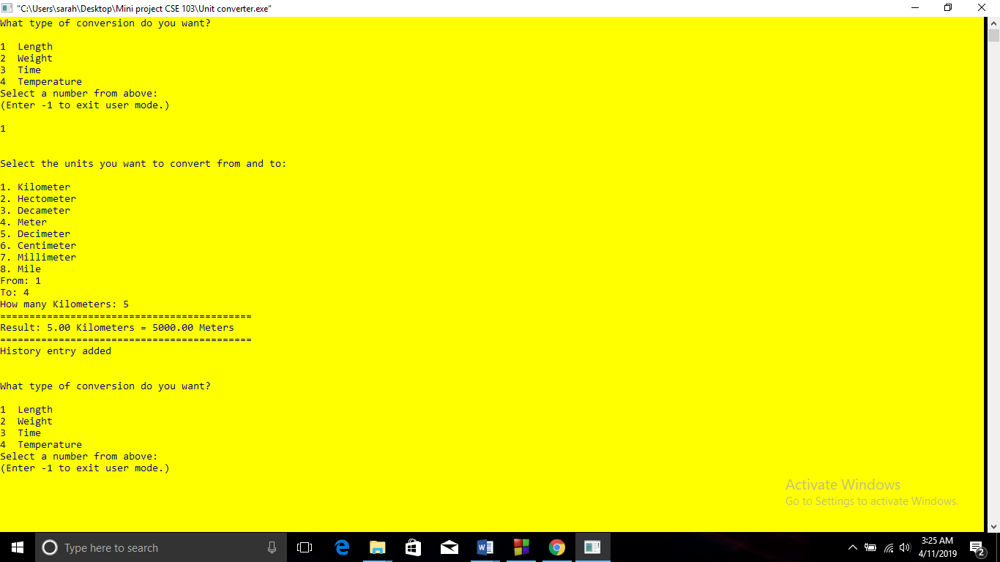 "C:\Users\sarah\Desktop\Mini project CSE 103\Unit converter.exe"
What type of conversion do you want?
1  Length
2  Weight
3  Time
4  Temperature
Select a number from above:
(Enter -1 to exit user mode.)
1
Select the units you want to convert from and to:
1. Kilometer
2. Hectometer
3. Decameter
4. Meter
5. Decimeter
6. Centimeter
7. Millimeter
8. Mile
From: 1
To: 4
How many Kilometers: 5
===========================================
Result: 5.00 Kilometers = 5000.00 Meters
===========================================
History entry added
What type of conversion do you want?
1  Length
2  Weight
3  Time
4  Temperature
Select a number from above:
(Enter -1 to exit user mode.)
Activate Windows
Go to Settings to activate Windows.
Type here to search
3:25 AM
4/11/2019
2